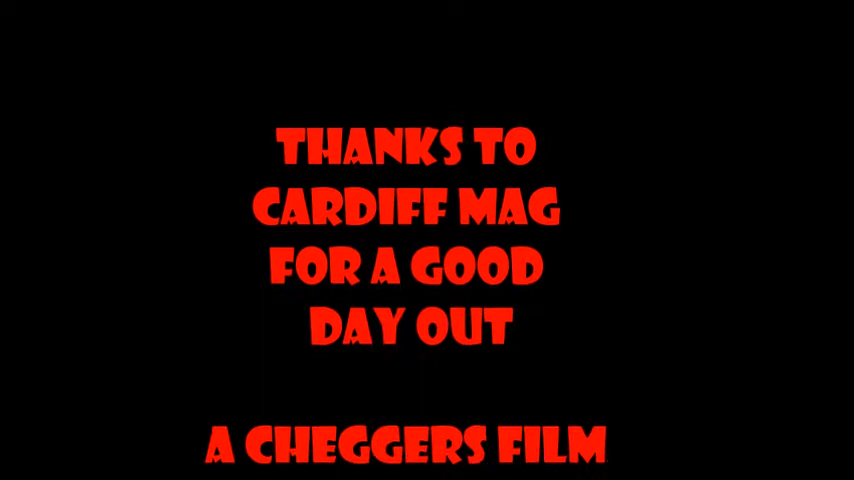 THANKS TO
CARDIFF MAG
FOR A GOOD
DAY OUT
A CHEGGERS FILM